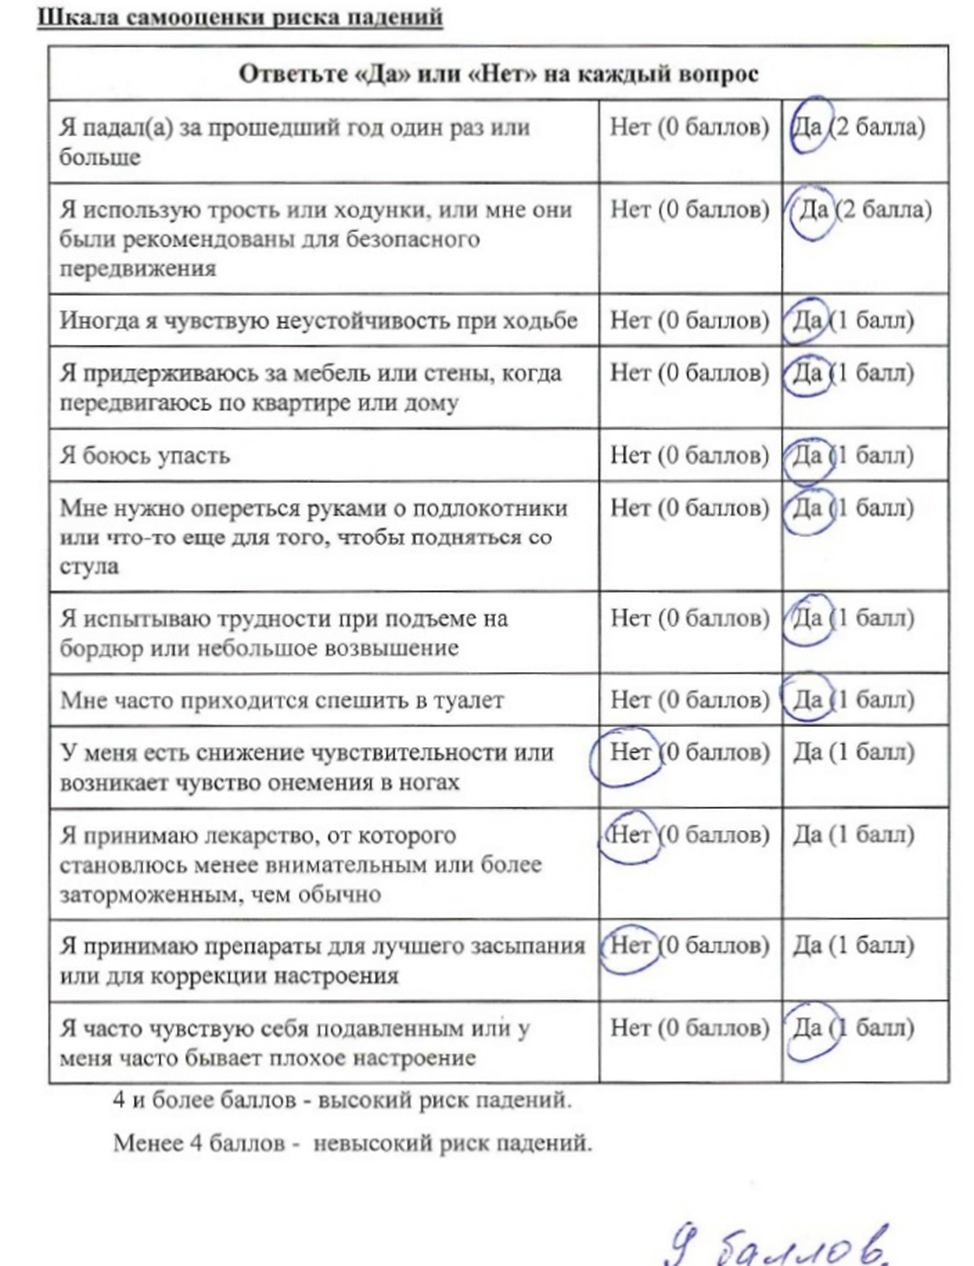 Шкала самооценки риска падений
Ответьте «Да» или «Нет» на каждый вопрос
Я падал(а) за прошедший год один раз или Нет (0 баллов) Да (2 балла)
больше
Я использую трость или ходунки, или мне они Нет (0 баллов) Да (2 балла)
были рекомендованы для безопасного
передвижения
Иногда я чувствую неустойчивость при ходьбе Нет (0 баллов) Да (1 балл)
Я придерживаюсь за мебель или стены, когда Нет (0 баллов) Да (1 балл)
передвигаюсь по квартире или дому
Я боюсь упасть Нет (0 баллов) Да (1 балл)
Мне нужно опереться руками о подлокотники Нет (0 баллов) Да (1 балл)
или что-то еще для того, чтобы подняться со
стула
Я испытываю трудности при подъеме на Нет (0 баллов) Да (1 балл)
бордюр или небольшое возвышение
Мне часто приходится спешить в туалет Нет (0 баллов) Да (1 балл)
У меня есть снижение чувствительности или Нет (0 баллов) Да (1 балл)
возникает чувство онемения в ногах
Я принимаю лекарство, от которого Нет (0 баллов) Да (1 балл)
становлюсь менее внимательным или более
заторможенным, чем обычно
Я принимаю препараты для лучшего засыпания Нет (0 баллов) Да (1 балл)
или для коррекции настроения
Я часто чувствую себя подавленным или у Нет (0 баллов) Да (1 балл)
меня часто бывает плохое настроение
4 и более баллов - высокий риск падений.
Менее 4 баллов - невысокий риск падений.
9 баллов.